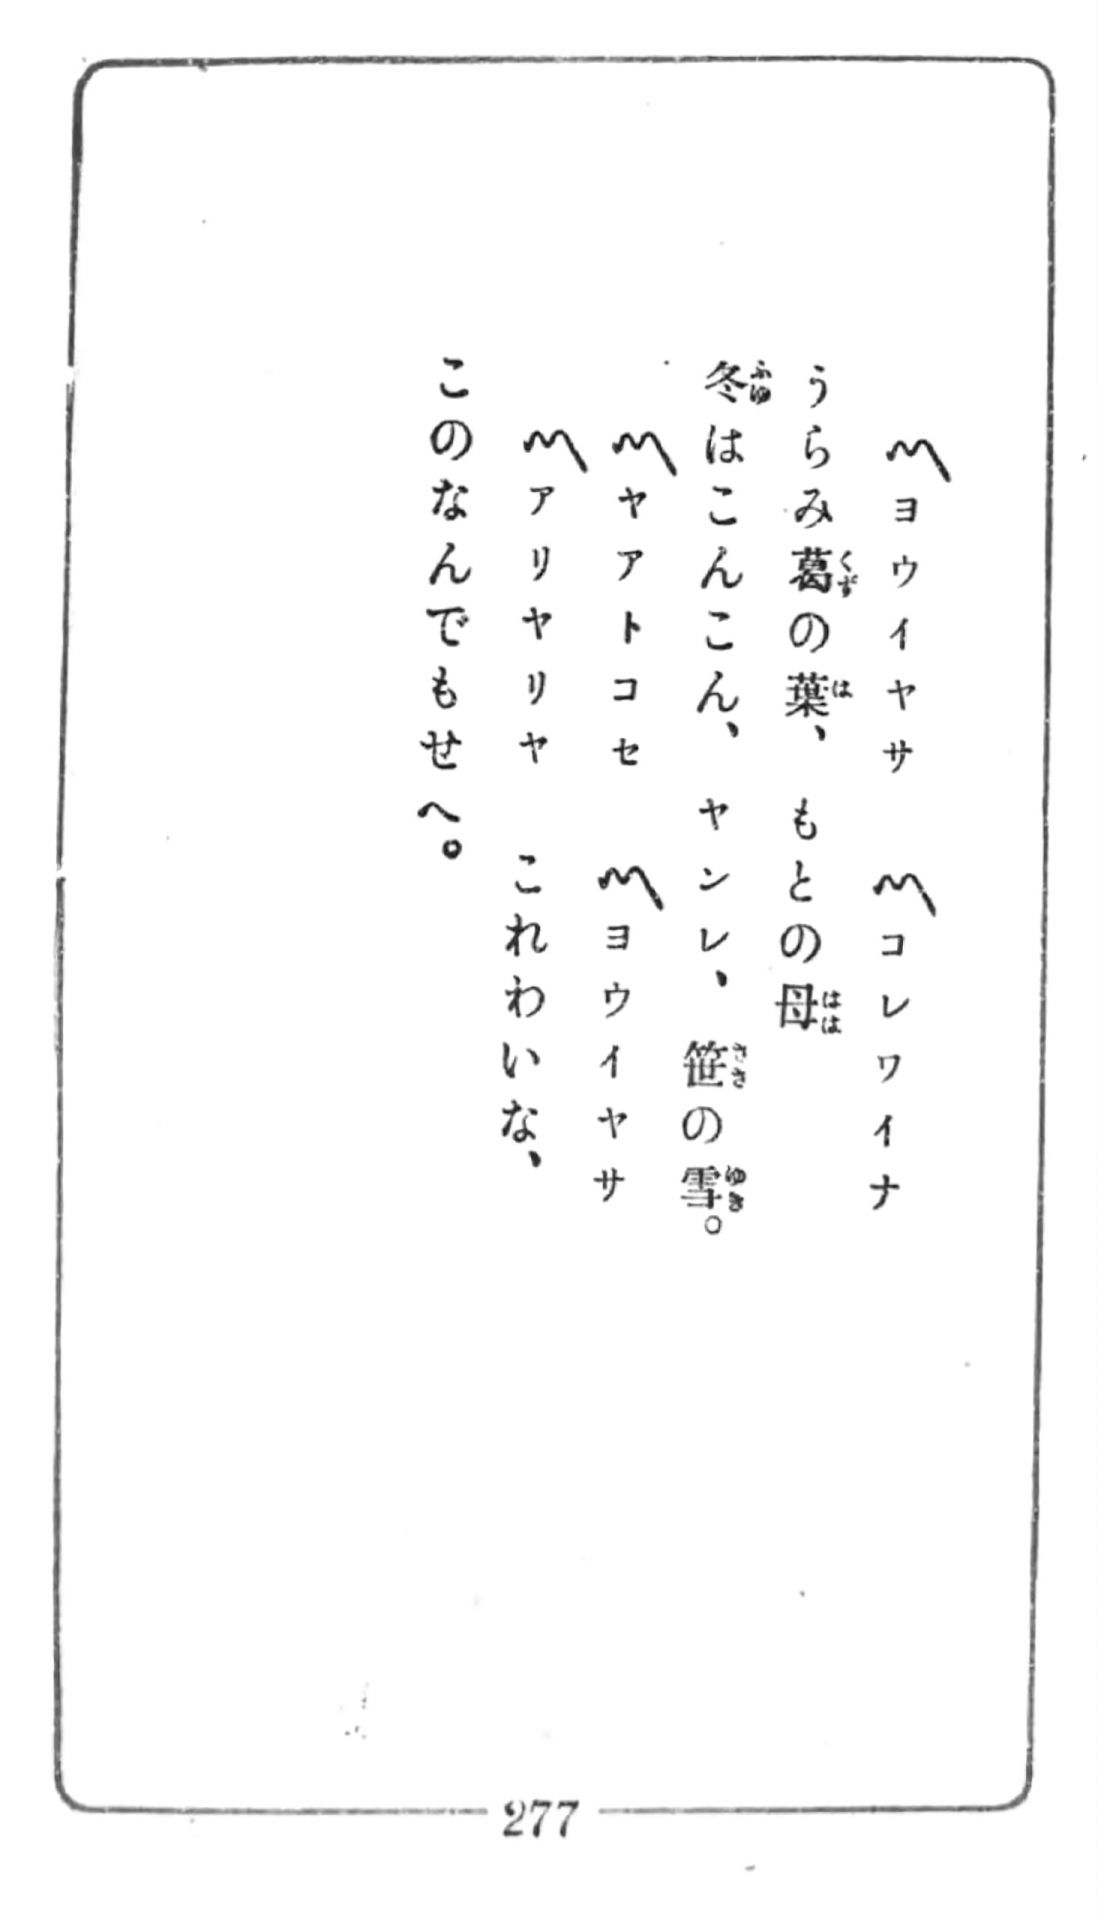 〽ヨウイヤサ　〽コレワイナ
うらみ葛の葉、　もとの母
冬はこんこん、　ヤンレ、　笹の雪。
〽ヤアトコセ　〽ヨウイヤサ
〽アリヤリヤ　これわいな、
このなんでもせへ。
277